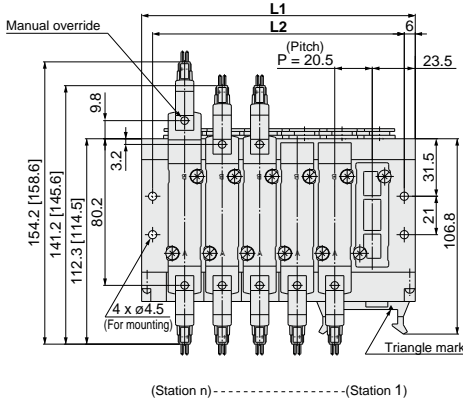 L1
Manual override
L2
6
(Pitch)
P = 20.5
23.5
9.8
3.2
154.2 [158.6]
141.2 [145.6]
112.3 [114.5]
80.2
31.5
21
106.8
B
B
B
A
A
A
A
A
4 x ø4.5
(For mounting)
Triangle mark
(Station n)---------------------(Station 1)